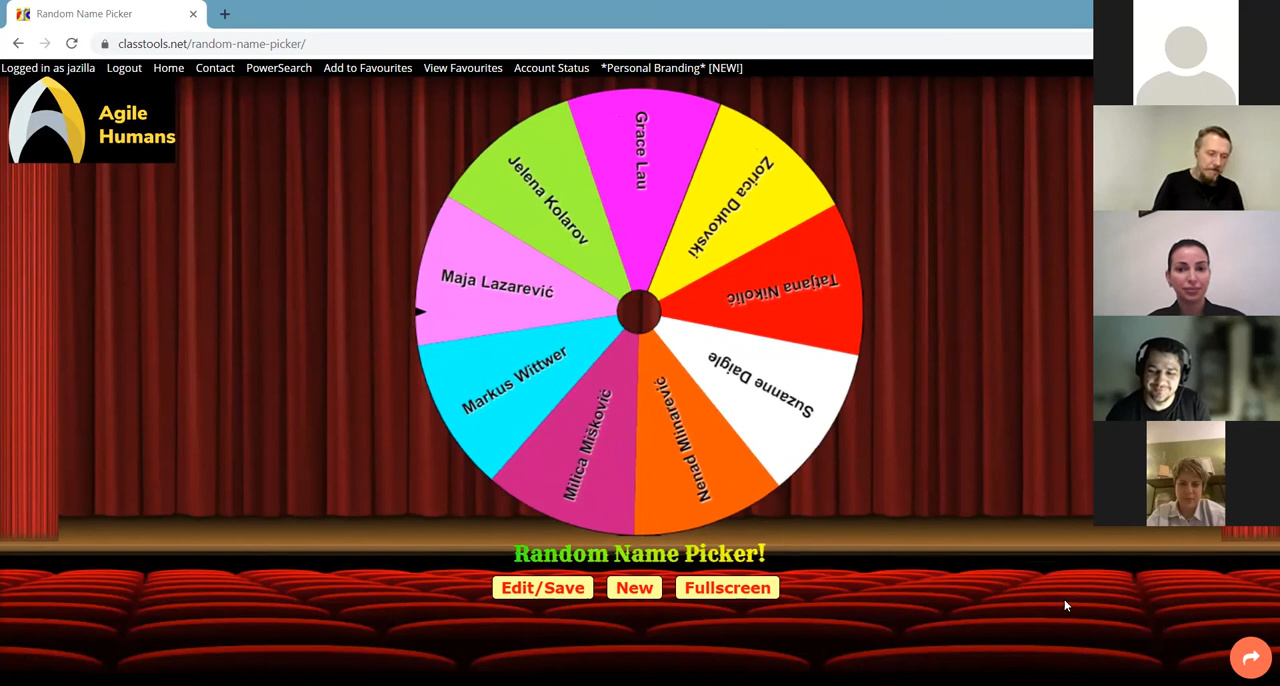 Random Name Picker
classtools.net/random-name-picker/
Logged in as jazilla Logout Home Contact PowerSearch Add to Favourites View Favourites Account Status *Personal Branding* [NEW!]
Agile
Humans
Grace Lau
Zorica Dukovski
Tatjana Nikolić
Suzanne Daigle
Nenad Mlinarević
Milica Mišković
Markus Wittwer
Maja Lazarević
Jelena Kolarov
Random Name Picker!
Edit/Save New Fullscreen